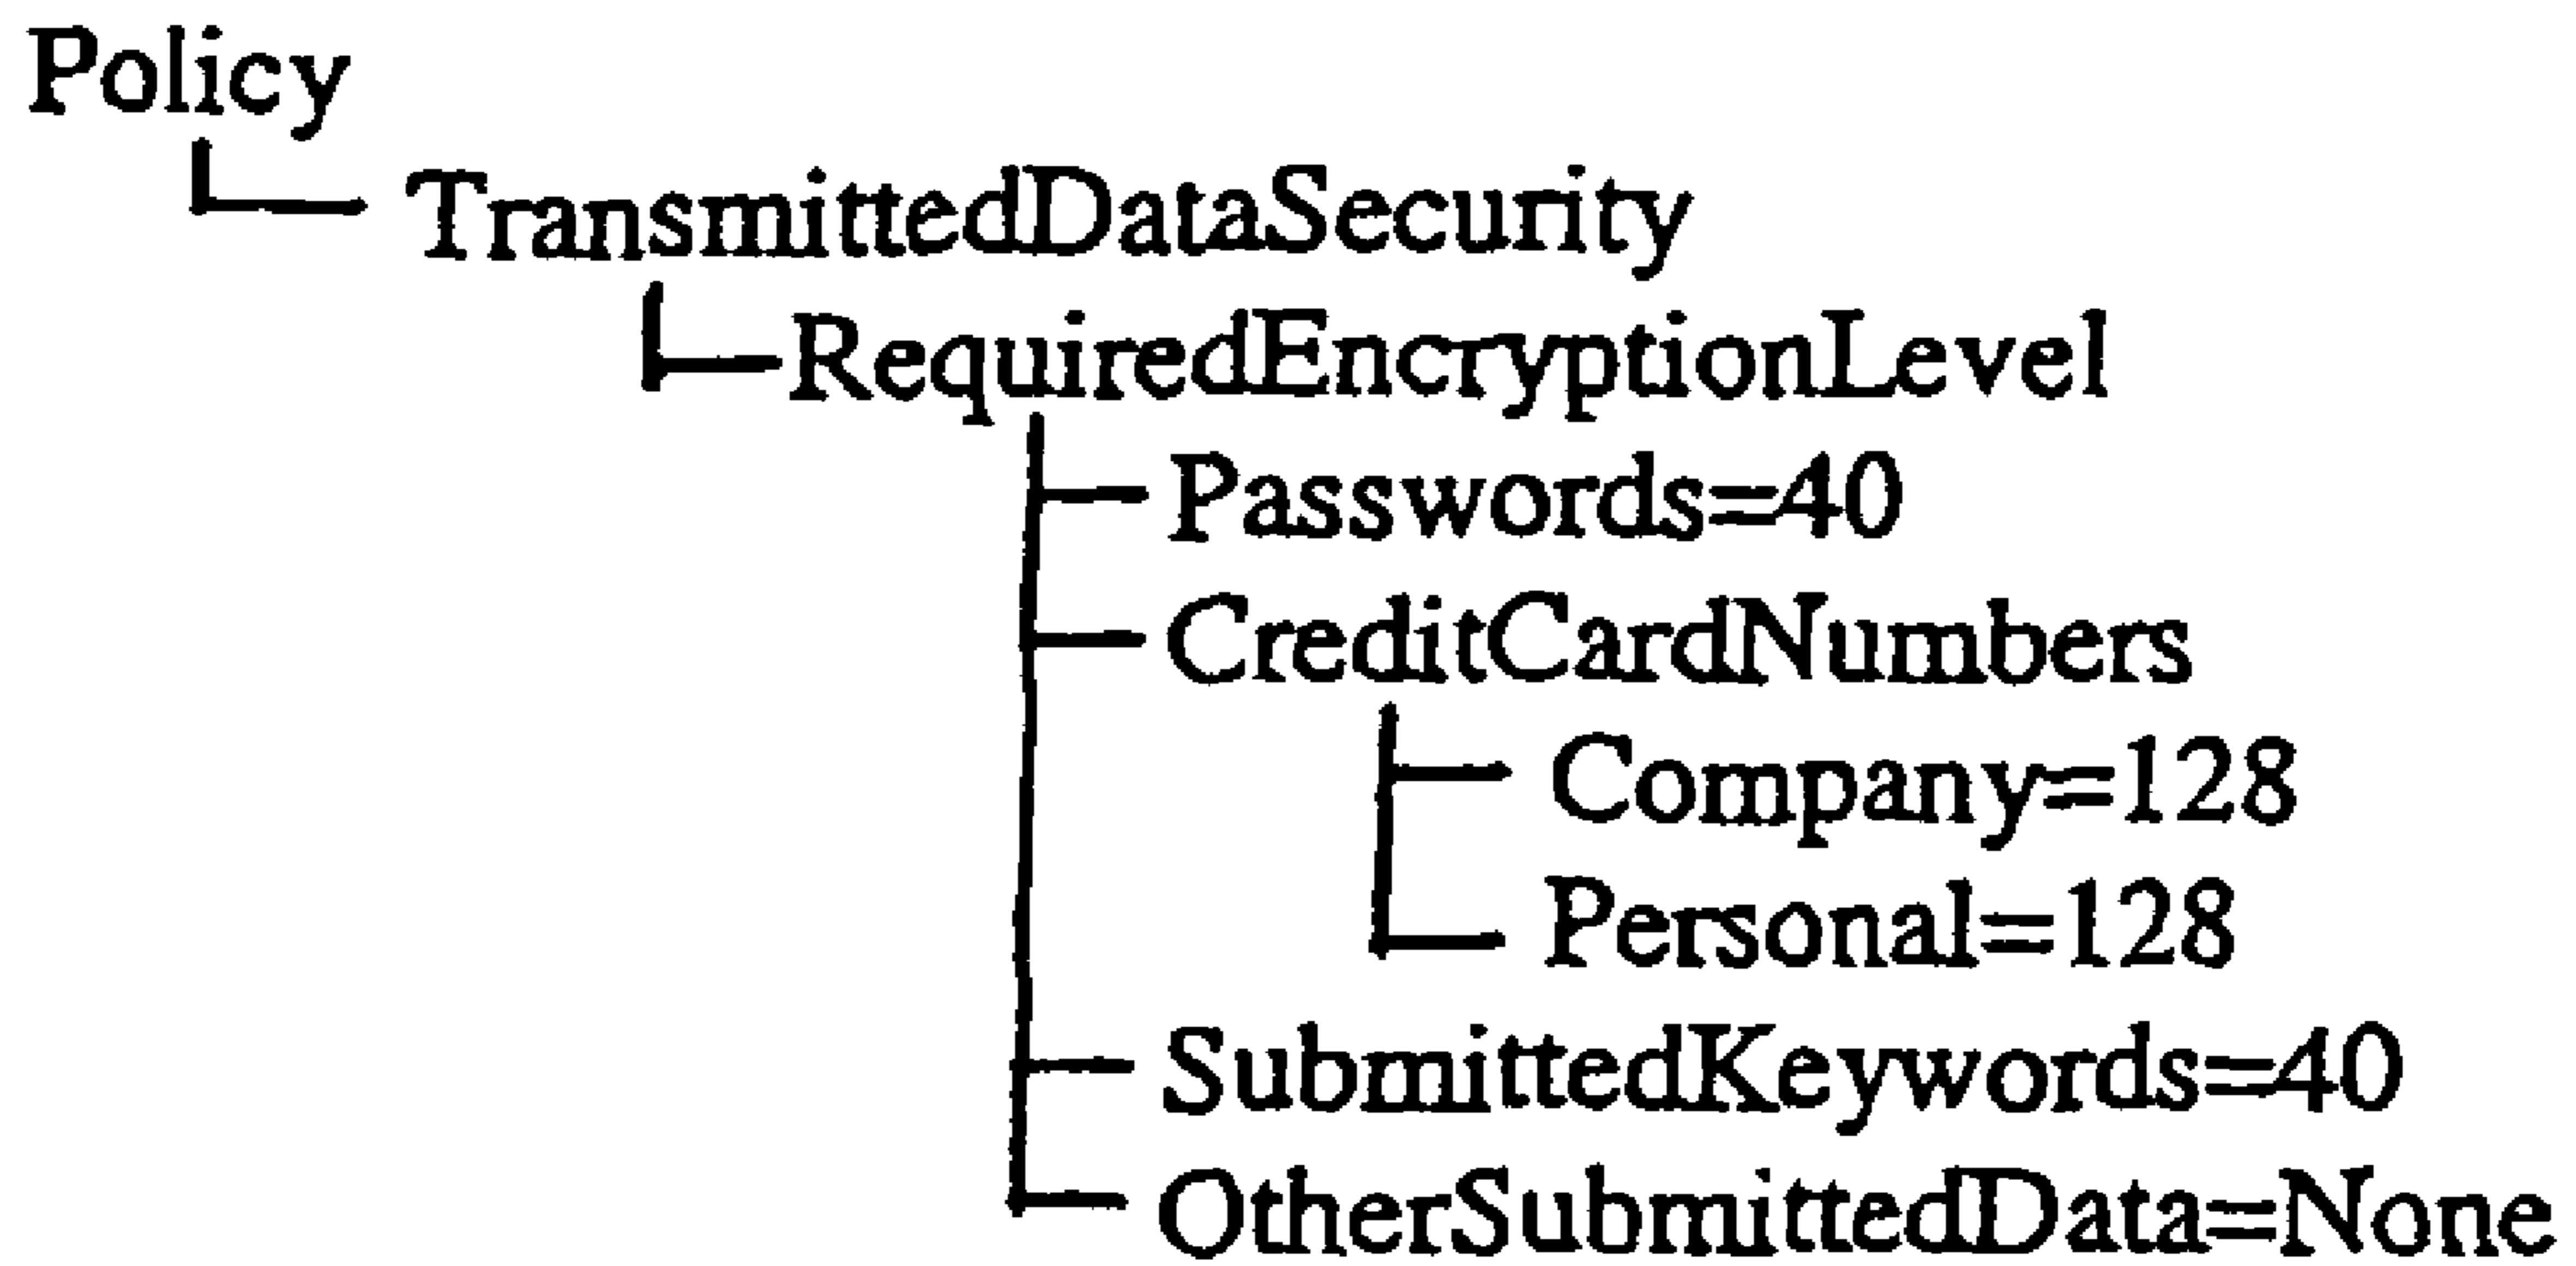 Policy
TransmittedDataSecurity
RequiredEncryptionLevel
Passwords=40
CreditCardNumbers
Company=128
Personal=128
SubmittedKeywords=40
OtherSubmittedData=None